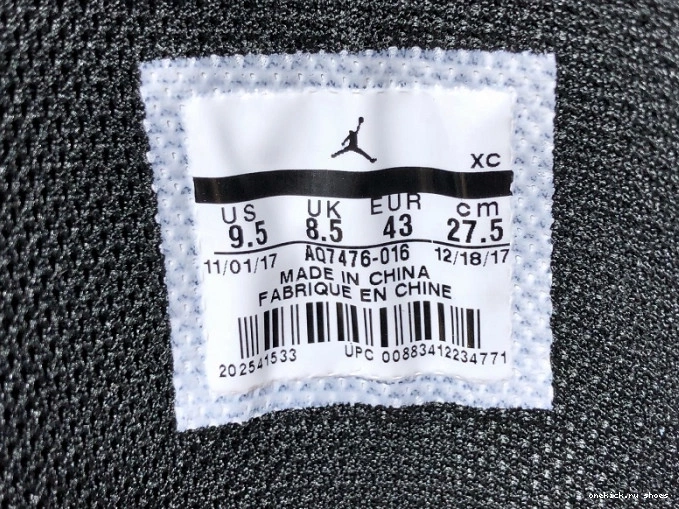 XC
US UK EUR cm
9.5 8.5 43 27.5
11/01/17 AQ7476-016 12/18/17
MADE IN CHINA
FABRIQUE EN CHINE
202541533 UPC 00883412234771
onekick.ru shoes